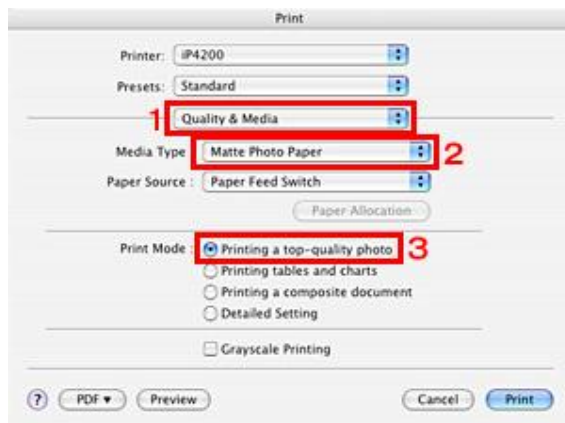 Print
Printer: iP4200
Presets: Standard
1 Quality & Media
Media Type Matte Photo Paper 2
Paper Source : Paper Feed Switch
Paper Allocation
Print Mode : Printing a top-quality photo 3
Printing tables and charts
Printing a composite document
Detailed Setting
Grayscale Printing
? PDF ▼ Preview Cancel Print